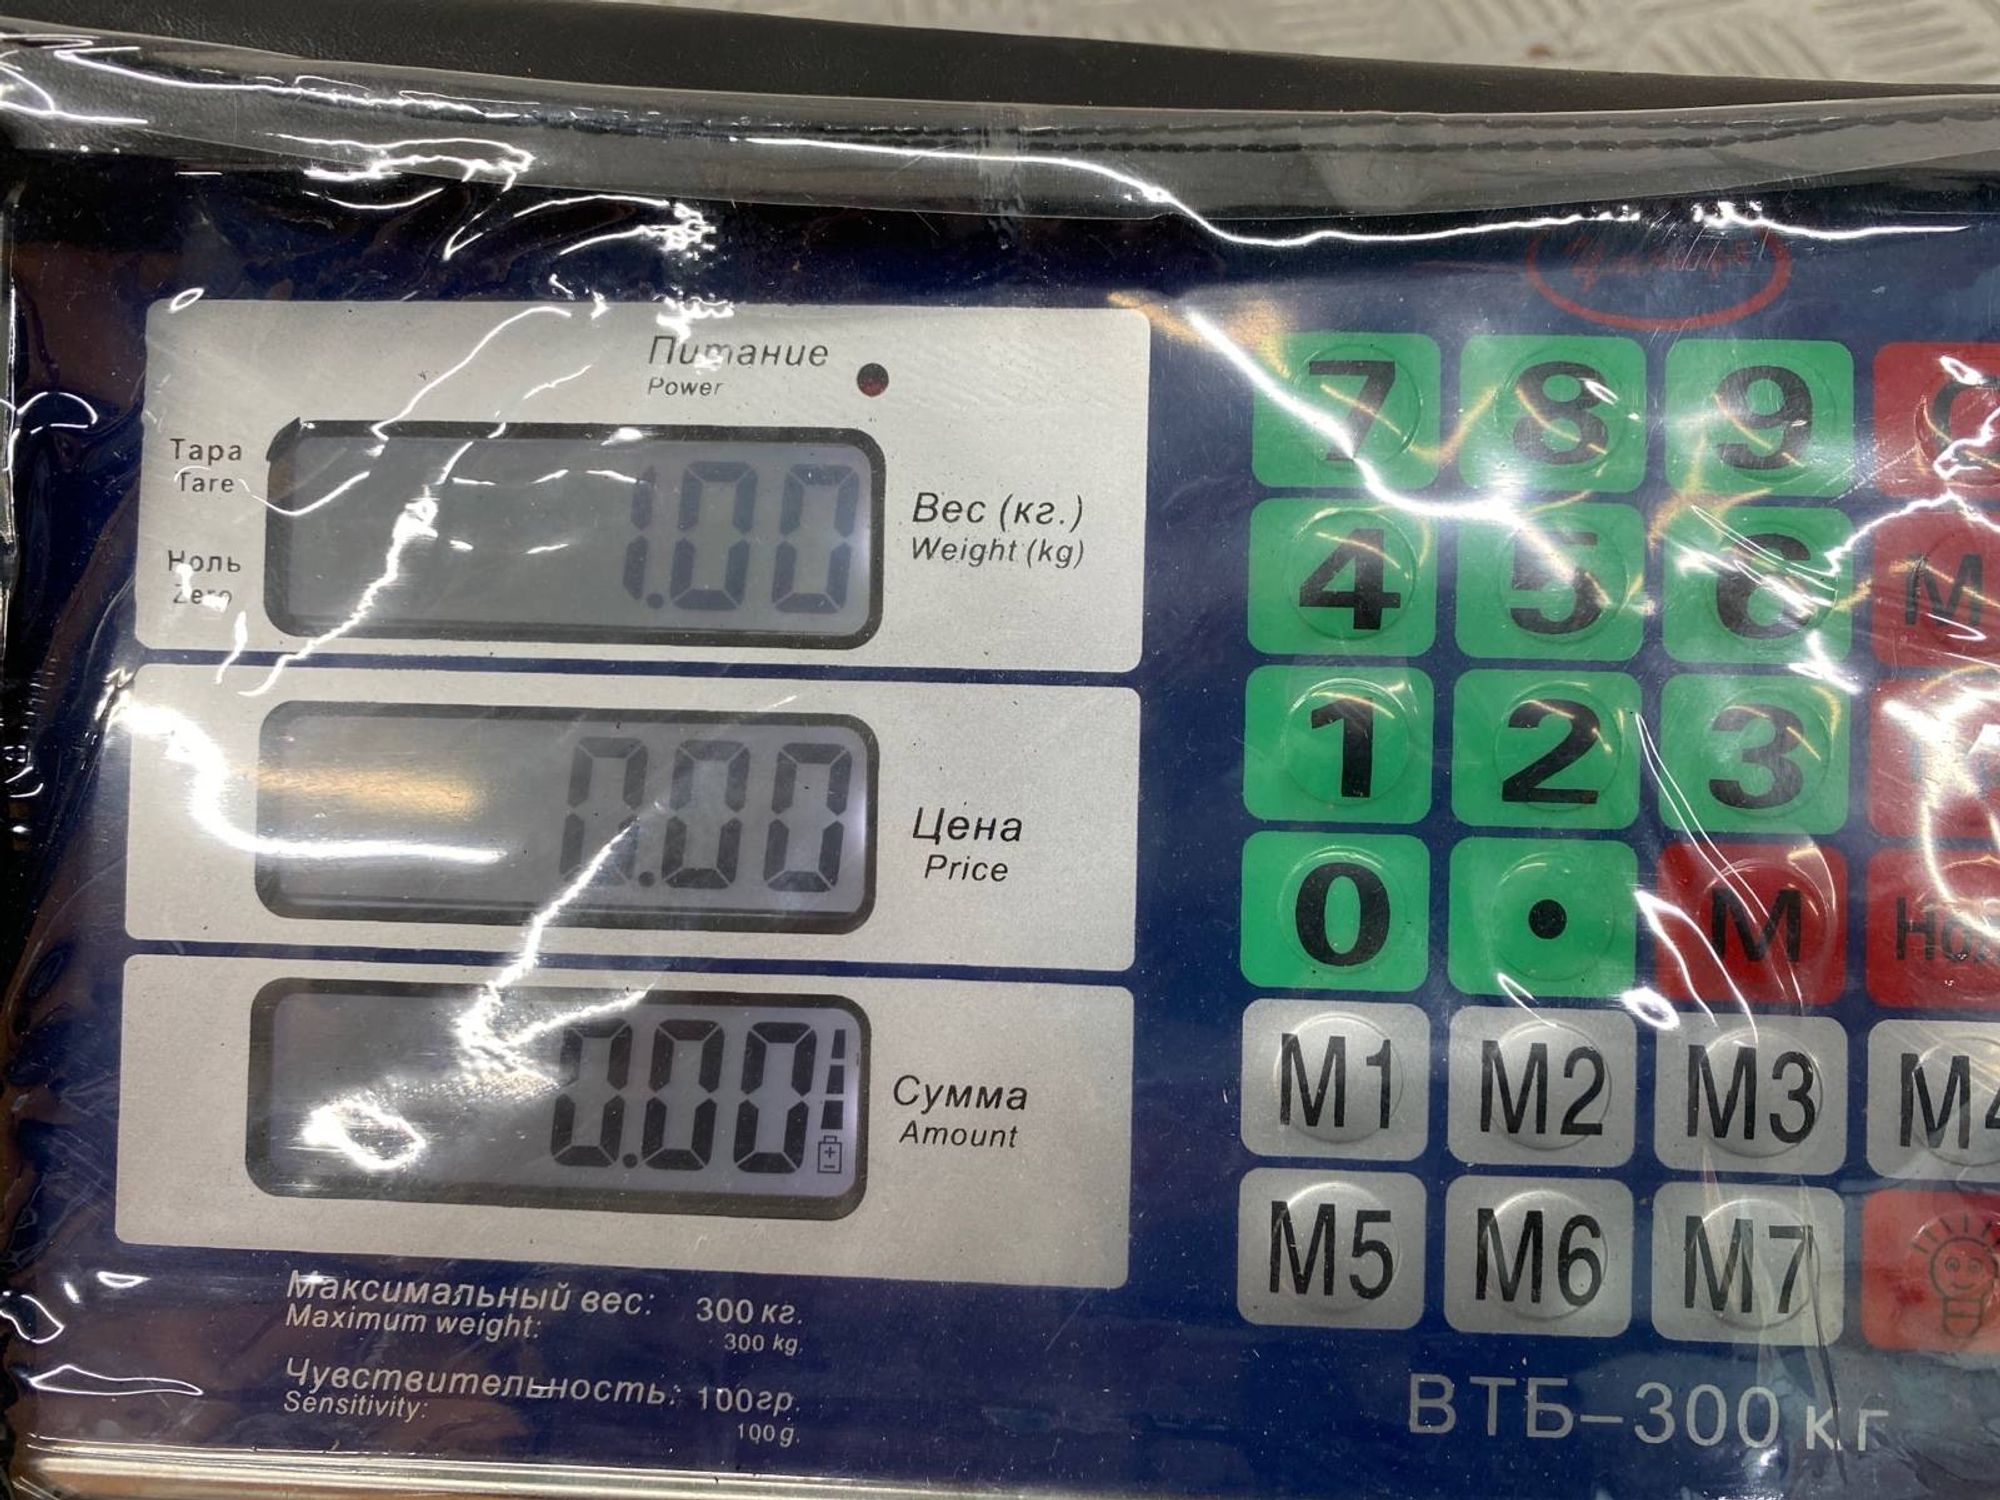 Питание
Power
Тара
Tare
1.00
Вес (кг.)
Weight (kg)
Ноль
Zero
0.00
Цена
Price
0.00
Сумма
Amount
Максимальный вес: 300 кг.
Maximum weight: 300 kg.
Чувствительность: 100гр.
Sensitivity: 100 g.
7 8 9
4 5 6 M
1 2 3
0 . M
M1 M2 M3 M4
M5 M6 M7
ВТБ-300 кг